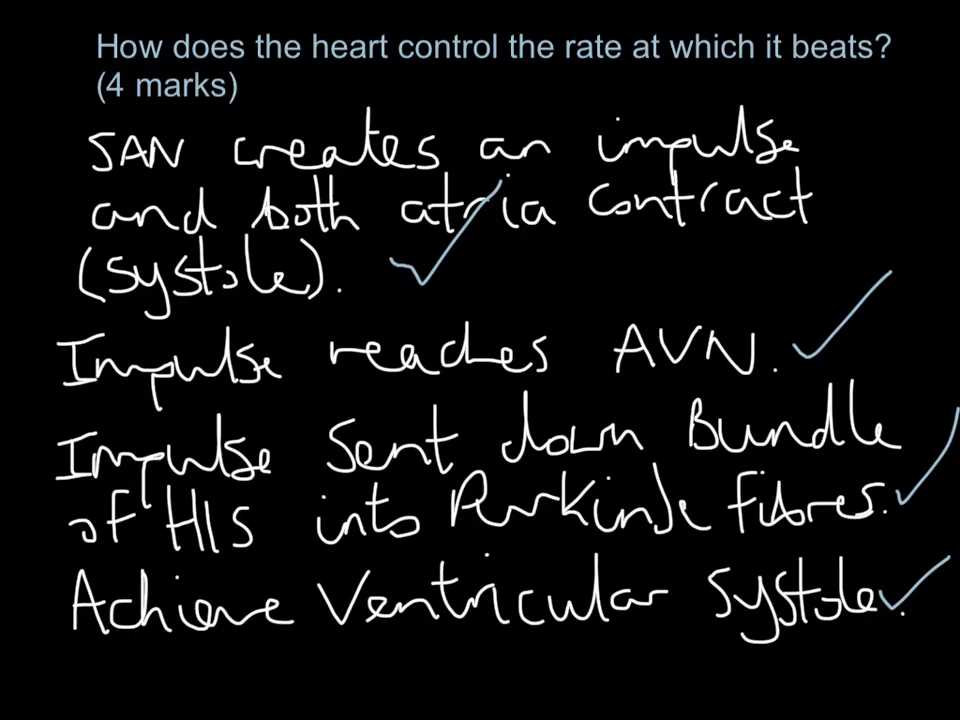 How does the heart control the rate at which it beats?
(4 marks)
SAN creates an impulse
and both atria contract
(systole).
Impulse reaches AVN.
Impulse sent down Bundle
of HIS into Purkinje fibres.
Achieve Ventricular systole.